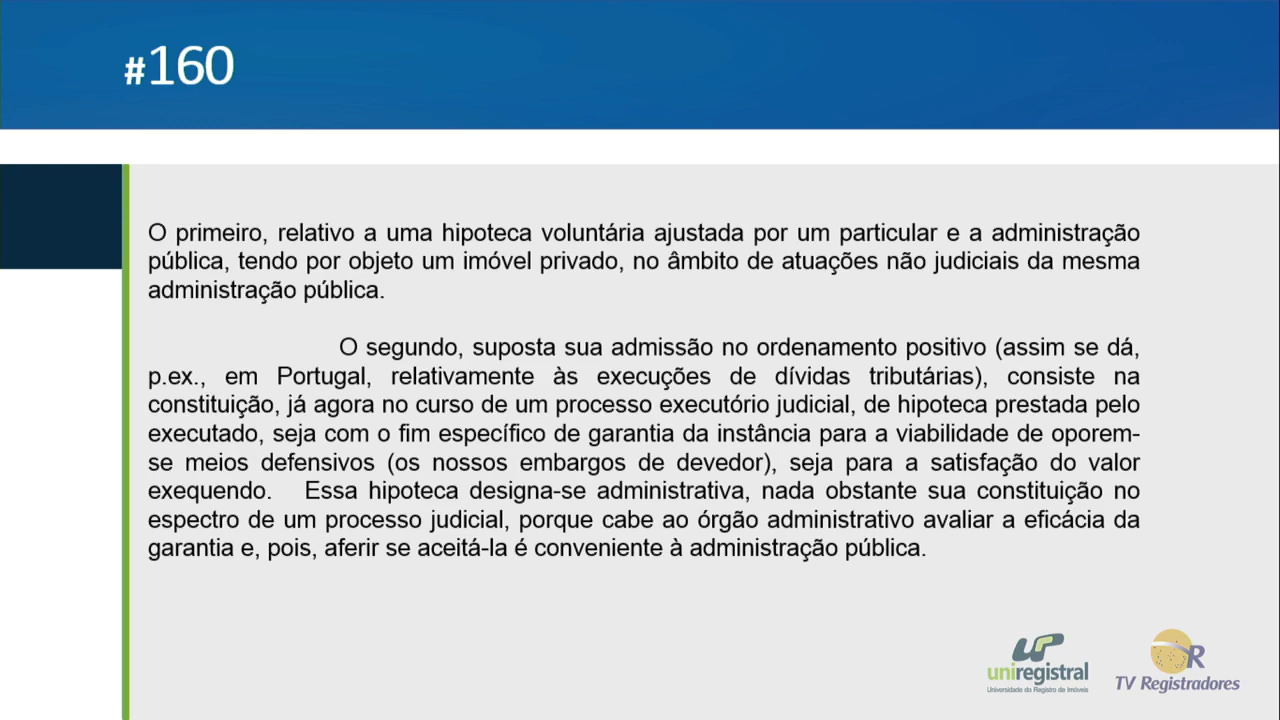 #160
O primeiro, relativo a uma hipoteca voluntária ajustada por um particular e a administração
pública, tendo por objeto um imóvel privado, no âmbito de atuações não judiciais da mesma
administração pública.
O segundo, suposta sua admissão no ordenamento positivo (assim se dá,
p.ex., em Portugal, relativamente às execuções de dívidas tributárias), consiste na
constituição, já agora no curso de um processo executório judicial, de hipoteca prestada pelo
executado, seja com o fim específico de garantia da instância para a viabilidade de oporem-
se meios defensivos (os nossos embargos de devedor), seja para a satisfação do valor
exequendo. Essa hipoteca designa-se administrativa, nada obstante sua constituição no
espectro de um processo judicial, porque cabe ao órgão administrativo avaliar a eficácia da
garantia e, pois, aferir se aceitá-la é conveniente à administração pública.
uniregistral
Universidade do Registro de Imóveis
R
TV Registradores